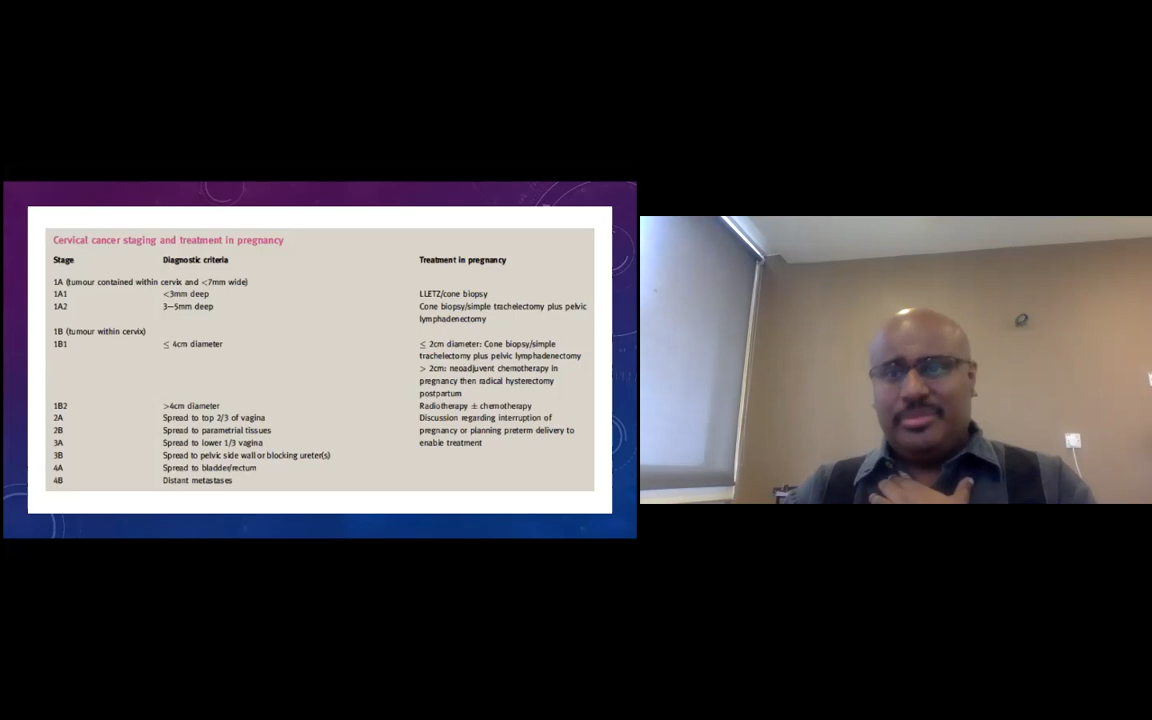 Cervical cancer staging and treatment in pregnancy
Stage Diagnostic criteria Treatment in pregnancy
1A (tumour contained within cervix and <7mm wide)
1A1 <3mm deep LLETZ/cone biopsy
1A2 3–5mm deep Cone biopsy/simple trachelectomy plus pelvic
lymphadenectomy
1B (tumour within cervix)
1B1 ≤ 4cm diameter ≤ 2cm diameter: Cone biopsy/simple
trachelectomy plus pelvic lymphadenectomy
> 2cm: neoadjuvent chemotherapy in
pregnancy then radical hysterectomy
postpartum
1B2 >4cm diameter Radiotherapy ± chemotherapy
2A Spread to top 2/3 of vagina Discussion regarding interruption of
2B Spread to parametrial tissues pregnancy or planning preterm delivery to
3A Spread to lower 1/3 vagina enable treatment
3B Spread to pelvic side wall or blocking ureter(s)
4A Spread to bladder/rectum
4B Distant metastases